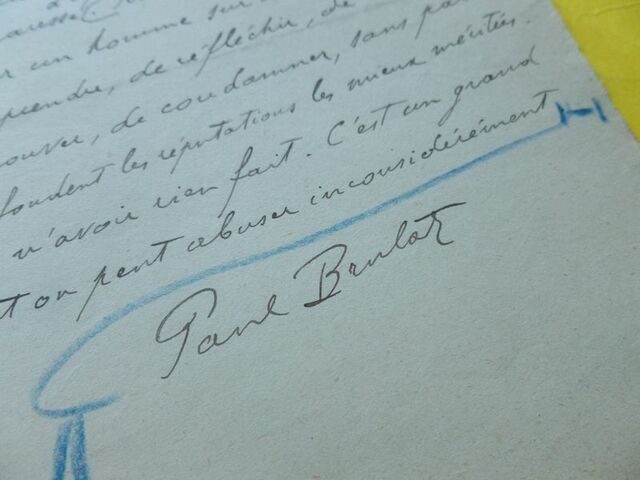 un homme sur
prendre, de réfléchir, de
de condamner, sans
fondent les réputations les mieux méritées.
n'avoir rien fait. C'est un grand
ton peut abuser inconsidérément
Paul Brulat